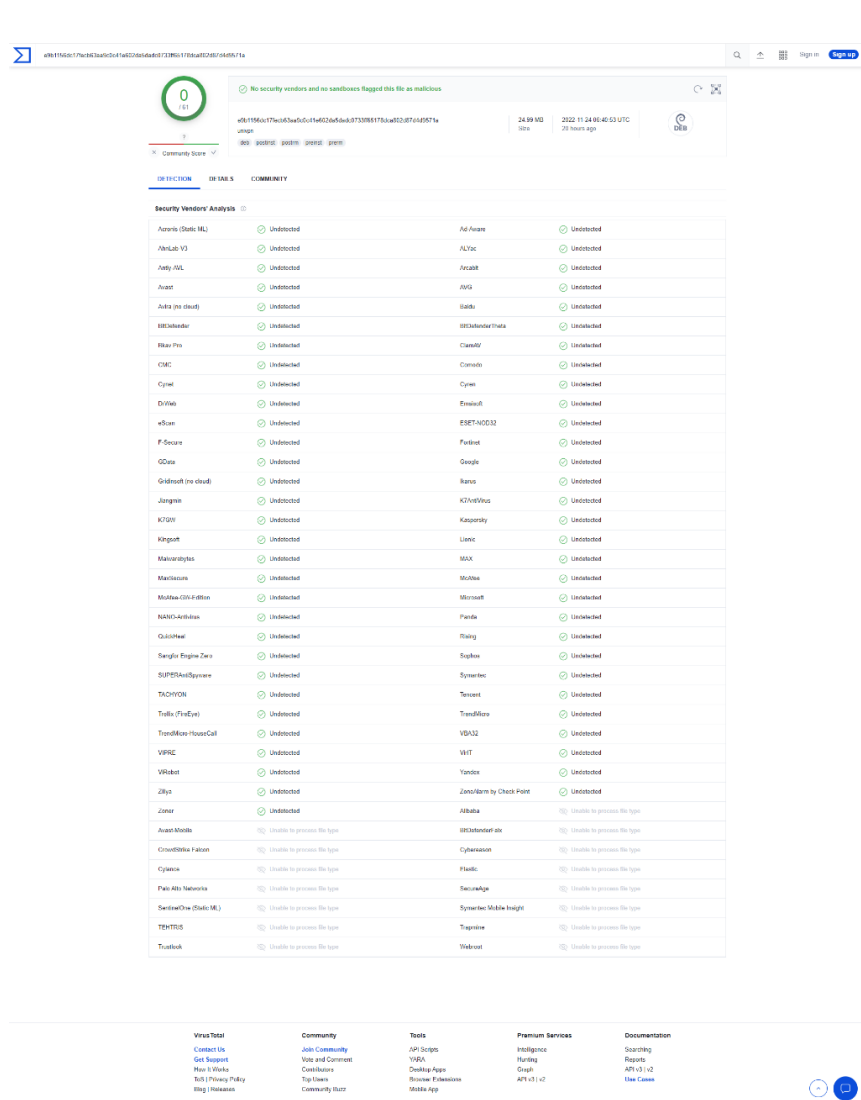 Sign in Sign up
0
/ 61
No security vendors and no sandboxes flagged this file as malicious
24.99 MB 2022-11-24 06:40:53 UTC
Size 20 hours ago
DEB
deb postinst postrm preinst prerm
?
Community Score
DETECTION DETAILS COMMUNITY
Security Vendors' Analysis
Acronis (Static ML) Undetected Ad-Aware Undetected
AhnLab-V3 Undetected ALYac Undetected
Antiy-AVL Undetected Arcabit Undetected
Avast Undetected AVG Undetected
Avira (no cloud) Undetected Baidu Undetected
BitDefender Undetected BitDefenderTheta Undetected
Bkav Pro Undetected ClamAV Undetected
CMC Undetected Comodo Undetected
Cynet Undetected Cyren Undetected
DrWeb Undetected Emsisoft Undetected
eScan Undetected ESET-NOD32 Undetected
F-Secure Undetected Fortinet Undetected
GData Undetected Google Undetected
Gridinsoft (no cloud) Undetected Ikarus Undetected
Jiangmin Undetected K7AntiVirus Undetected
K7GW Undetected Kaspersky Undetected
Kingsoft Undetected Lionic Undetected
Malwarebytes Undetected MAX Undetected
MaxSecure Undetected McAfee Undetected
McAfee-GW-Edition Undetected Microsoft Undetected
NANO-Antivirus Undetected Panda Undetected
QuickHeal Undetected Rising Undetected
Sangfor Engine Zero Undetected Sophos Undetected
SUPERAntiSpyware Undetected Symantec Undetected
TACHYON Undetected Tencent Undetected
Trellix (FireEye) Undetected TrendMicro Undetected
TrendMicro-HouseCall Undetected VBA32 Undetected
VIPRE Undetected ViHT Undetected
ViRobot Undetected Yandex Undetected
Zillya Undetected ZoneAlarm by Check Point Undetected
Zoner Undetected Alibaba Unable to process file type
Avast-Mobile Unable to process file type BitDefenderFalx Unable to process file type
CrowdStrike Falcon Unable to process file type Cybereason Unable to process file type
Cylance Unable to process file type Elastic Unable to process file type
Palo Alto Networks Unable to process file type SecureAge Unable to process file type
SentinelOne (Static ML) Unable to process file type Symantec Mobile Insight Unable to process file type
TEHTRIS Unable to process file type Trapmine Unable to process file type
Trustlook Unable to process file type Webroot Unable to process file type
VirusTotal Community Tools Premium Services Documentation
Contact Us Join Community API Scripts Intelligence Searching
Get Support Vote and Comment YARA Hunting Reports
How It Works Contributors Desktop Apps Graph API v3 | v2
ToS | Privacy Policy Top Users Browser Extensions API v3 | v2 Use Cases
Blog | Releases Community Buzz Mobile App